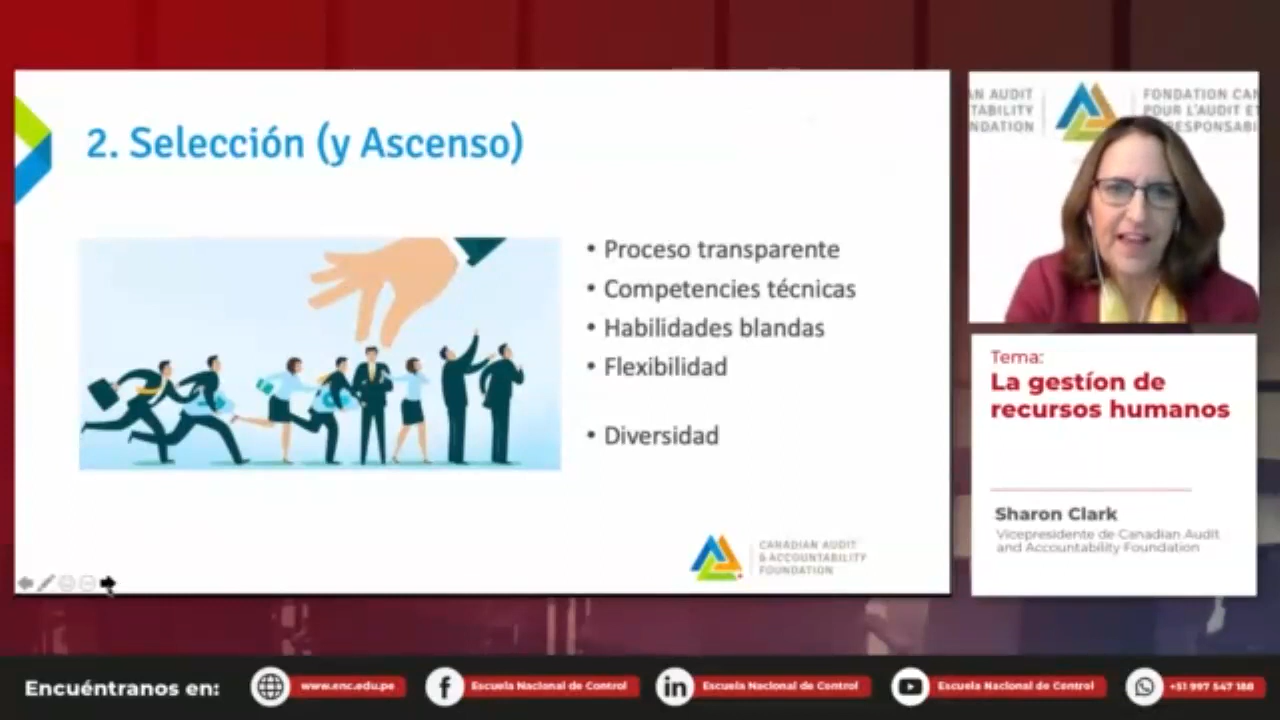 2. Selección (y Ascenso)
• Proceso transparente
• Competencies técnicas
• Habilidades blandas
• Flexibilidad
• Diversidad
CANADIAN AUDIT
& ACCOUNTABILITY
FOUNDATION
AN AUDIT
TABILITY
NDATION
FONDATION CAN
POUR L'AUDIT ET
RESPONSABI
Tema:
La gestíon de
recursos humanos
Sharon Clark
Vicepresidente de Canadian Audit
and Accountability Foundation
Encuéntranos en:
www.enc.edu.pe
Escuela Nacional de Control
in
Escuela Nacional de Control
Escuela Nacional de Control
+51 997 547 188